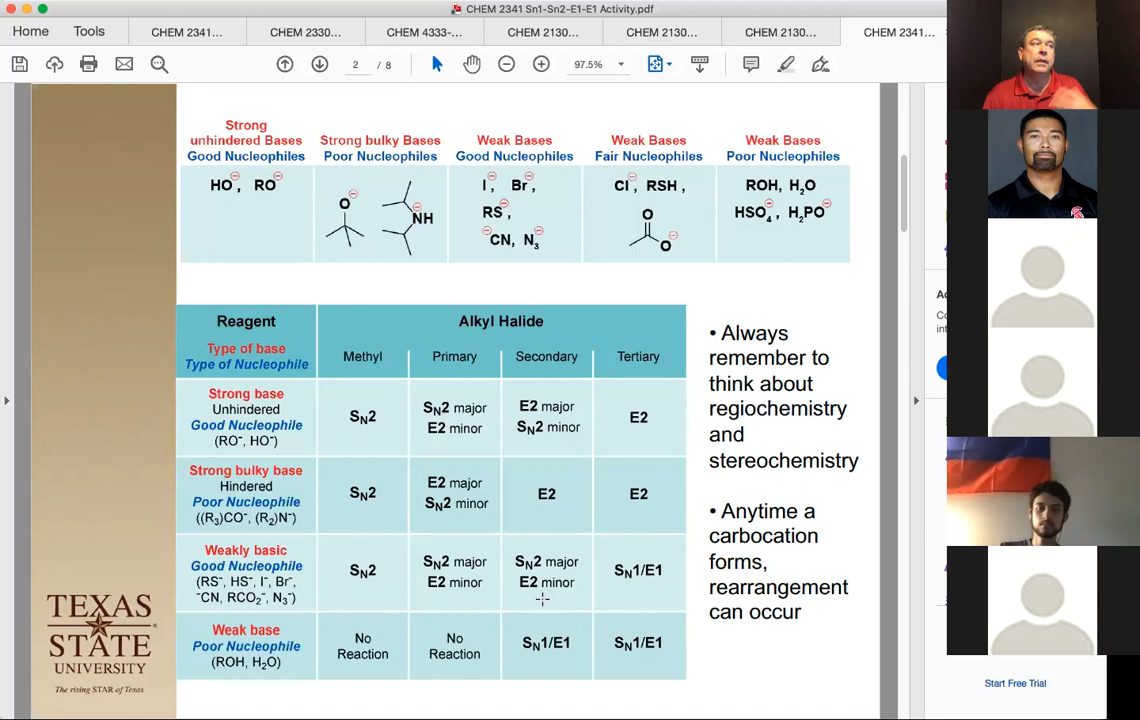 CHEM 2341 Sn1-Sn2-E1-E1 Activity.pdf
Home Tools CHEM 2341... CHEM 2330... CHEM 4333-... CHEM 2130... CHEM 2130... CHEM 2130... CHEM 2341...
2 / 8 97.5%
Strong
unhindered Bases
Good Nucleophiles
Strong bulky Bases
Poor Nucleophiles
Weak Bases
Good Nucleophiles
Weak Bases
Fair Nucleophiles
Weak Bases
Poor Nucleophiles
HO⊖, RO⊖
O⊖
⊖NH
I⊖, Br⊖,
RS⊖,
⊖CN, N₃⊖
Cl⊖, RSH,
O
O⊖
ROH, H₂O
HSO₄⊖, H₂PO⊖
Reagent
Type of base
Type of Nucleophile
Alkyl Halide
Methyl Primary Secondary Tertiary
Strong base
Unhindered
Good Nucleophile
(RO⁻, HO⁻)
SN2
SN2 major
E2 minor
E2 major
SN2 minor
E2
Strong bulky base
Hindered
Poor Nucleophile
((R₃)CO⁻, (R₂)N⁻)
SN2
E2 major
SN2 minor
E2
E2
Weakly basic
Good Nucleophile
(RS⁻, HS⁻, I⁻, Br⁻,
⁻CN, RCO₂⁻, N₃⁻)
SN2
SN2 major
E2 minor
SN2 major
E2 minor
SN1/E1
Weak base
Poor Nucleophile
(ROH, H₂O)
No
Reaction
No
Reaction
SN1/E1
SN1/E1
• Always
remember to
think about
regiochemistry
and
stereochemistry
• Anytime a
carbocation
forms,
rearrangement
can occur
TEXAS
STATE
UNIVERSITY
The rising STAR of Texas
Start Free Trial